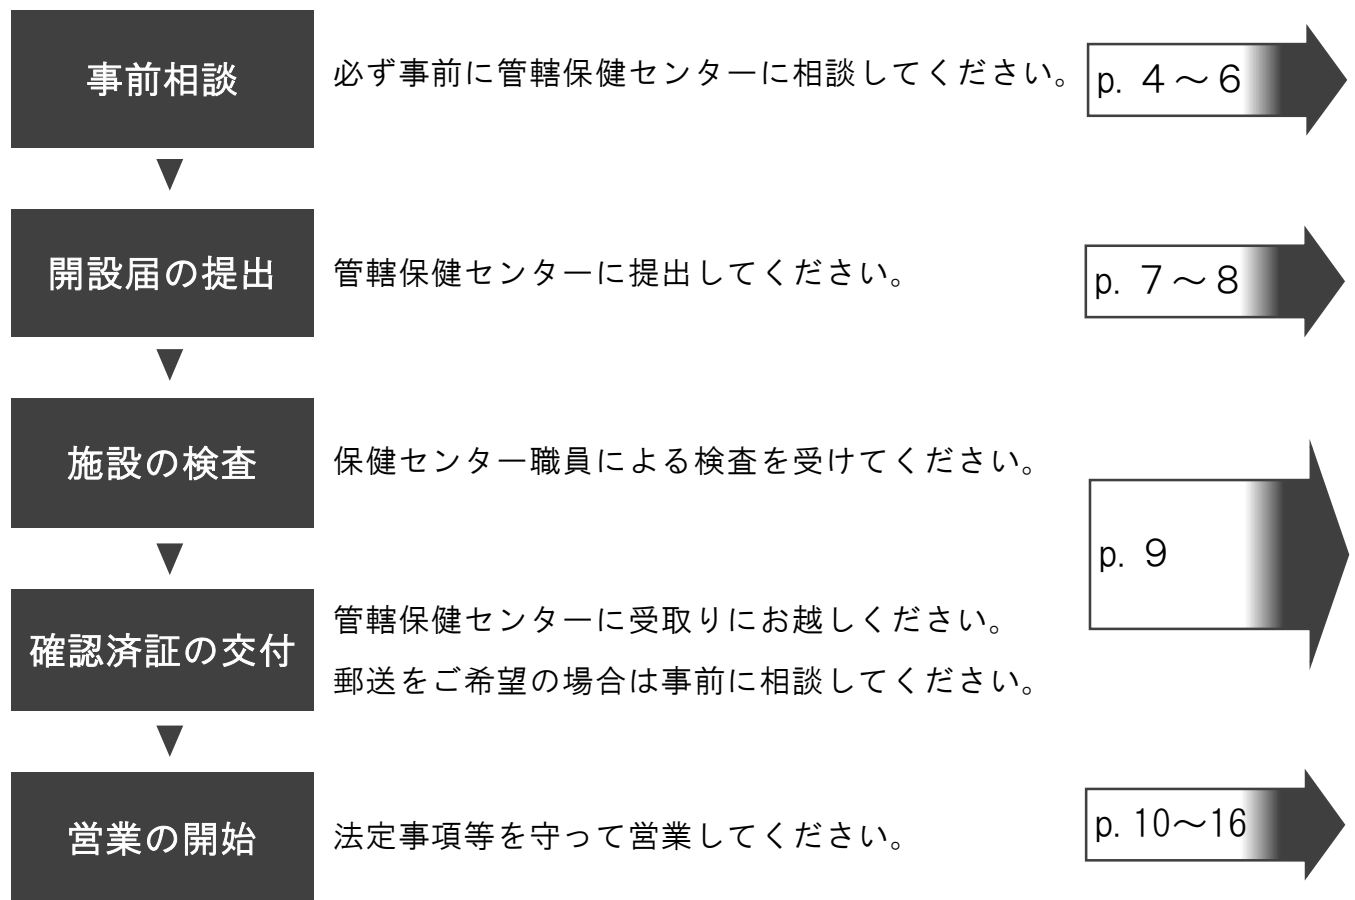 事前相談
必ず事前に管轄保健センターに相談してください。
p. 4～6
開設届の提出
管轄保健センターに提出してください。
p. 7～8
施設の検査
保健センター職員による検査を受けてください。
p. 9
確認済証の交付
管轄保健センターに受取りにお越しください。
郵送をご希望の場合は事前に相談してください。
営業の開始
法定事項等を守って営業してください。
p. 10～16